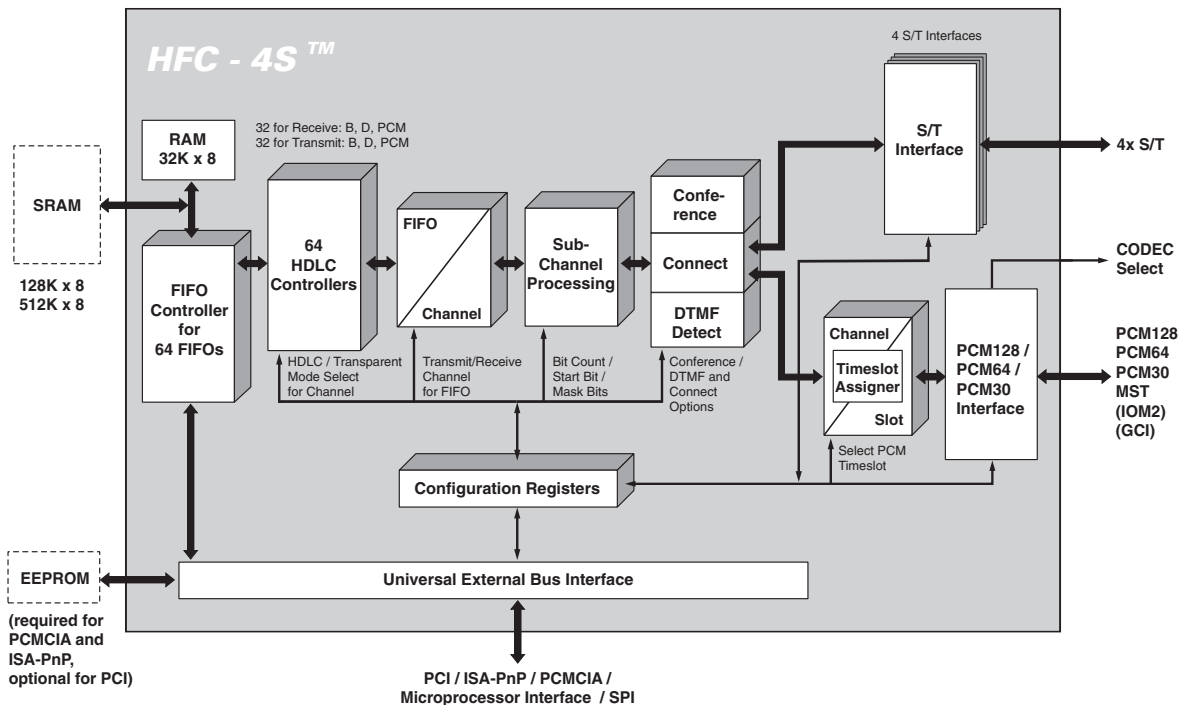 HFC - 4S ™
4 S/T Interfaces
RAM
32K x 8
32 for Receive: B, D, PCM
32 for Transmit: B, D, PCM
S/T
Interface
4x S/T
SRAM
128K x 8
512K x 8
FIFO
Controller
for
64 FIFOs
64
HDLC
Controllers
FIFO
Channel
Sub-
Channel
Processing
Confe-
rence
Connect
DTMF
Detect
CODEC
Select
HDLC / Transparent
Mode Select
for Channel
Transmit/Receive
Channel
for FIFO
Bit Count /
Start Bit /
Mask Bits
Conference /
DTMF and
Connect
Options
Channel
Timeslot
Assigner
Slot
PCM128 /
PCM64 /
PCM30
Interface
PCM128
PCM64
PCM30
MST
(IOM2)
(GCI)
Select PCM
Timeslot
Configuration Registers
EEPROM
Universal External Bus Interface
(required for
PCMCIA and
ISA-PnP,
optional for PCI)
PCI / ISA-PnP / PCMCIA /
Microprocessor Interface / SPI